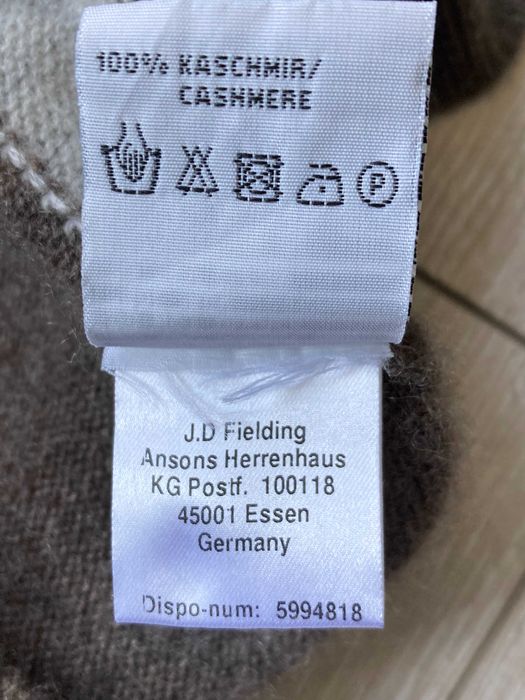 100% KASCHMIR/
CASHMERE
P
J.D Fielding
Ansons Herrenhaus
KG Postf. 100118
45001 Essen
Germany
Dispo-num: 5994818